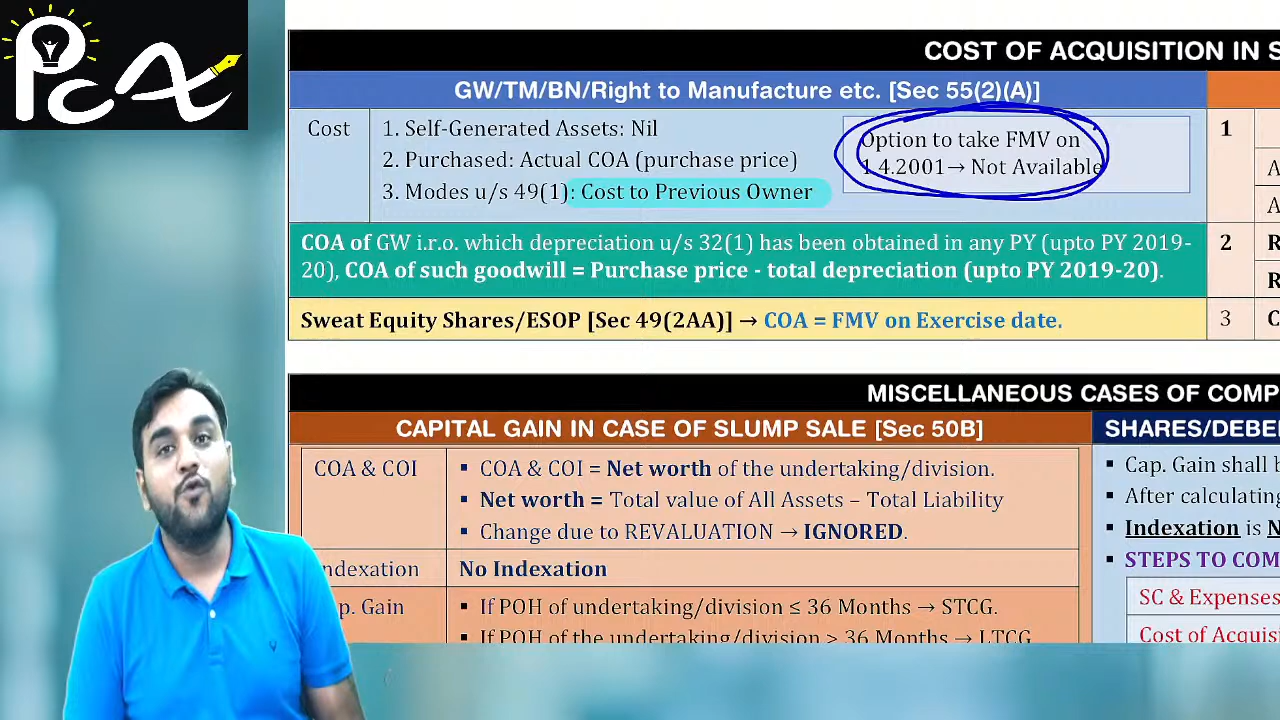 PCA
COST OF ACQUISITION IN S
GW/TM/BN/Right to Manufacture etc. [Sec 55(2)(A)]
Cost
1. Self-Generated Assets: Nil
2. Purchased: Actual COA (purchase price)
3. Modes u/s 49(1): Cost to Previous Owner
Option to take FMV on
1.4.2001→ Not Available
1
A
A
COA of GW i.r.o. which depreciation u/s 32(1) has been obtained in any PY (upto PY 2019-
20), COA of such goodwill = Purchase price - total depreciation (upto PY 2019-20).
2
R
R
Sweat Equity Shares/ESOP [Sec 49(2AA)] → COA = FMV on Exercise date.
3
C
MISCELLANEOUS CASES OF COMP
CAPITAL GAIN IN CASE OF SLUMP SALE [Sec 50B]
COA & COI
▪ COA & COI = Net worth of the undertaking/division.
▪ Net worth = Total value of All Assets – Total Liability
▪ Change due to REVALUATION → IGNORED.
ndexation
No Indexation
p. Gain
▪ If POH of undertaking/division ≤ 36 Months → STCG.
▪ If POH of the undertaking/division > 36 Months → LTCG
SHARES/DEBE
▪ Cap. Gain shall b
▪ After calculating
▪ Indexation is N
▪ STEPS TO COM
SC & Expenses
Cost of Acquisi